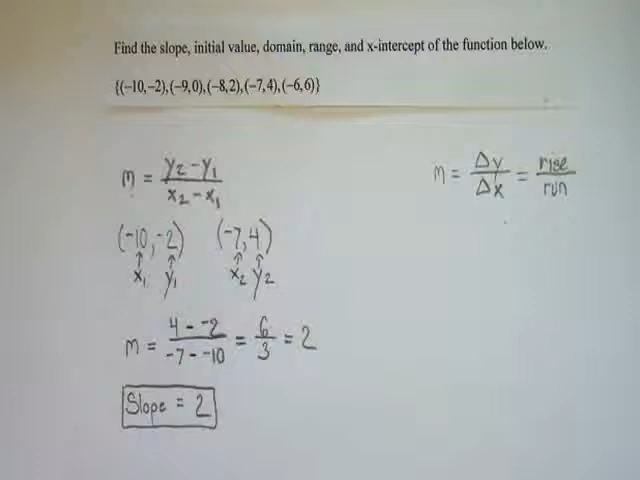 Find the slope, initial value, domain, range, and x-intercept of the function below.
{(−10,−2),(−9,0),(−8,2),(−7,4),(−6,6)}
m = y₂ − y₁ / x₂ − x₁
m = Δy / Δx = rise / run
(−10, −2) (−7, 4)
x₁ y₁ x₂ y₂
m = 4 − −2 / −7 − −10 = 6 / 3 = 2
Slope = 2